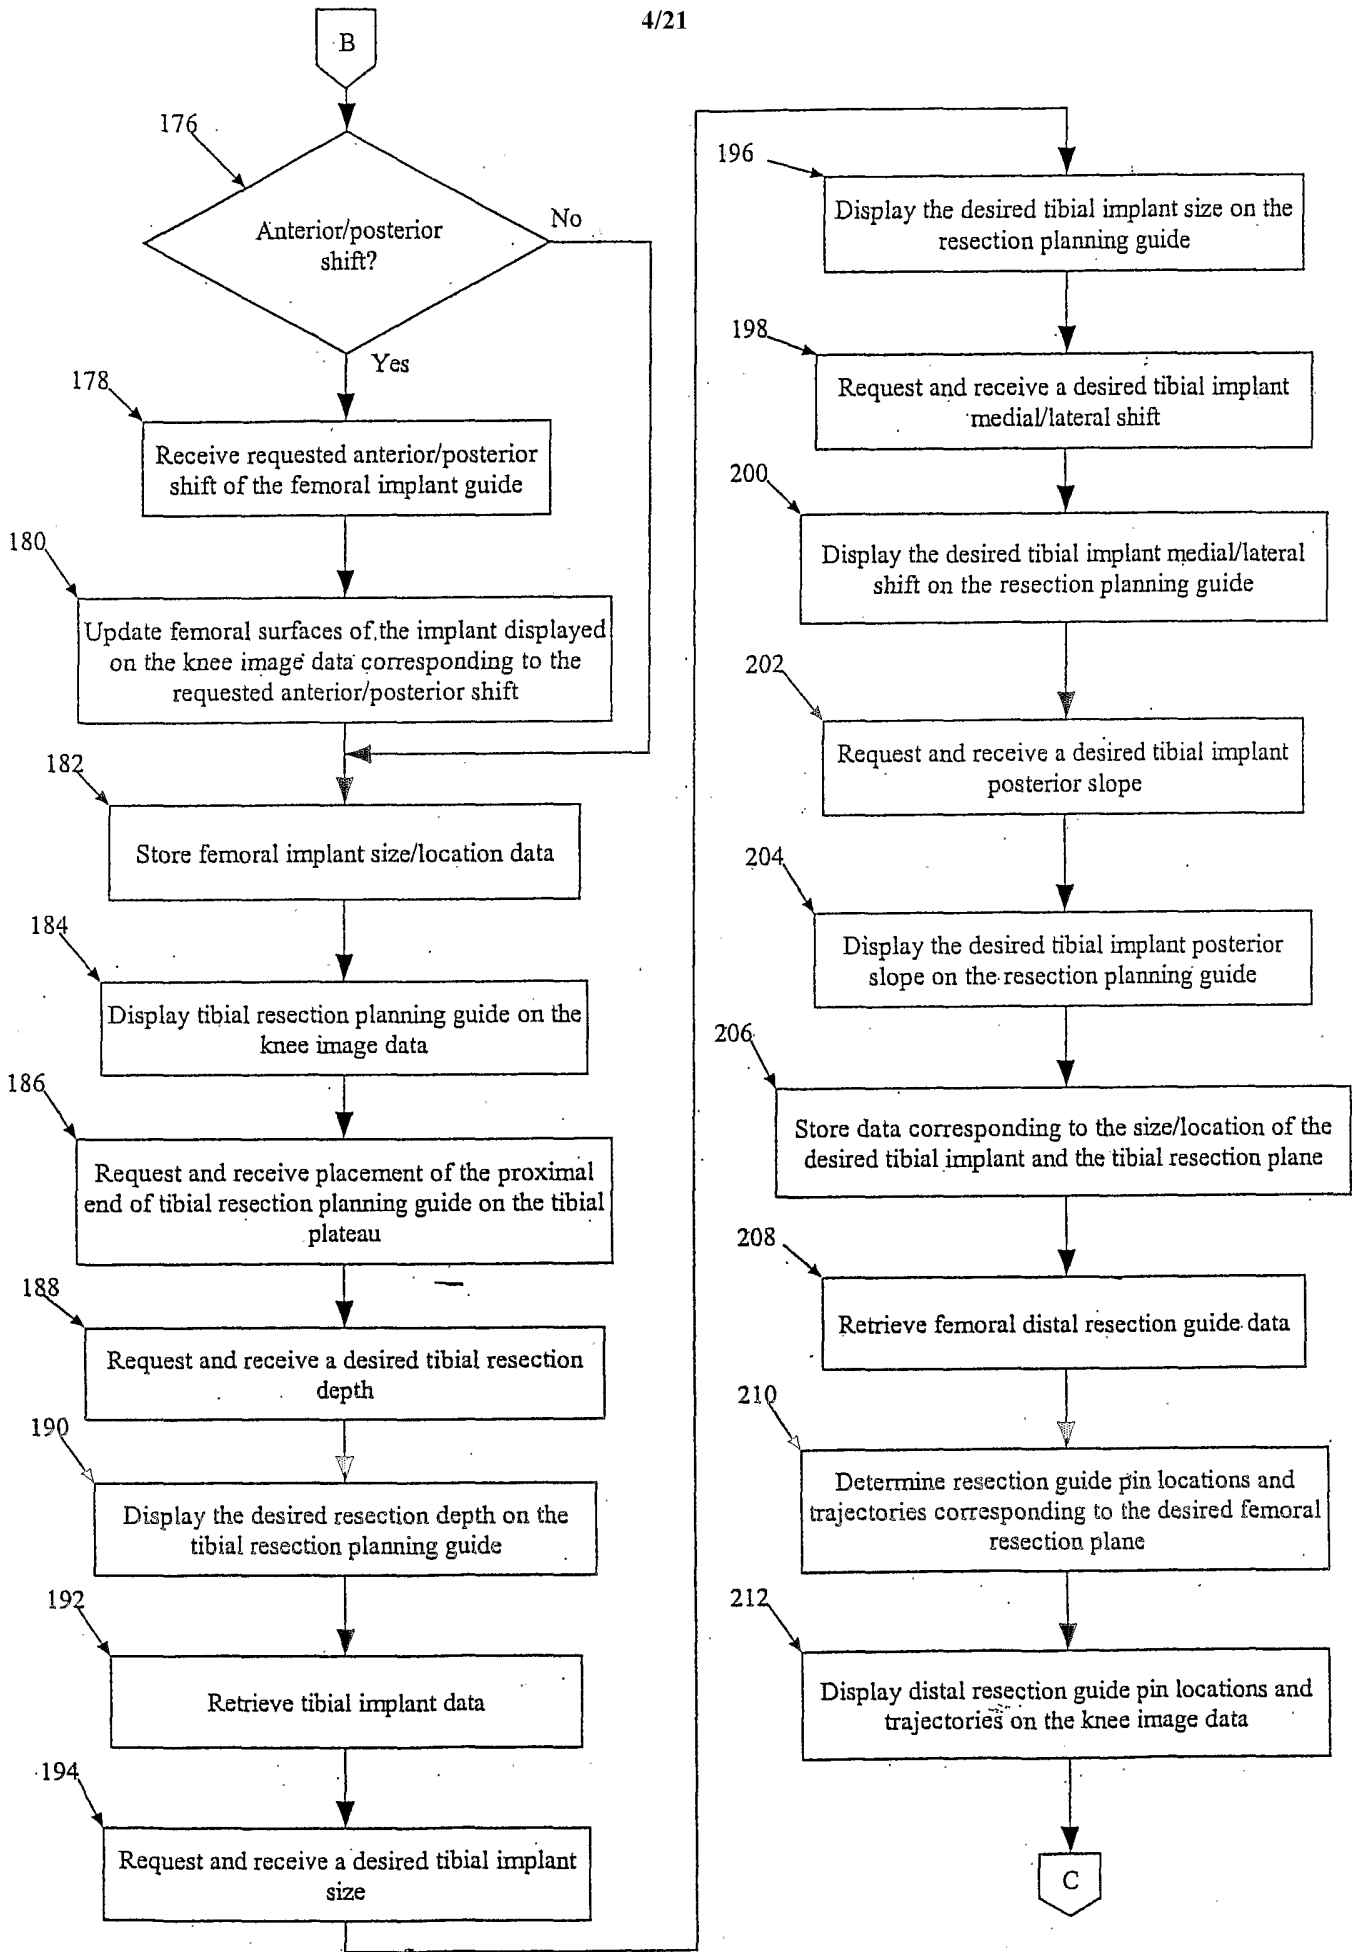 4/21
B
176
Anterior/posterior
shift?
No
Yes
178
Receive requested anterior/posterior
shift of the femoral implant guide
180
Update femoral surfaces of the implant displayed
on the knee image data corresponding to the
requested anterior/posterior shift
182
Store femoral implant size/location data
184
Display tibial resection planning guide on the
knee image data
186
Request and receive placement of the proximal
end of tibial resection planning guide on the tibial
plateau
188
Request and receive a desired tibial resection
depth
190
Display the desired resection depth on the
tibial resection planning guide
192
Retrieve tibial implant data
194
Request and receive a desired tibial implant
size
196
Display the desired tibial implant size on the
resection planning guide
198
Request and receive a desired tibial implant
medial/lateral shift
200
Display the desired tibial implant medial/lateral
shift on the resection planning guide
202
Request and receive a desired tibial implant
posterior slope
204
Display the desired tibial implant posterior
slope on the resection planning guide
206
Store data corresponding to the size/location of the
desired tibial implant and the tibial resection plane
208
Retrieve femoral distal resection guide data
210
Determine resection guide pin locations and
trajectories corresponding to the desired femoral
resection plane
212
Display distal resection guide pin locations and
trajectories on the knee image data
C